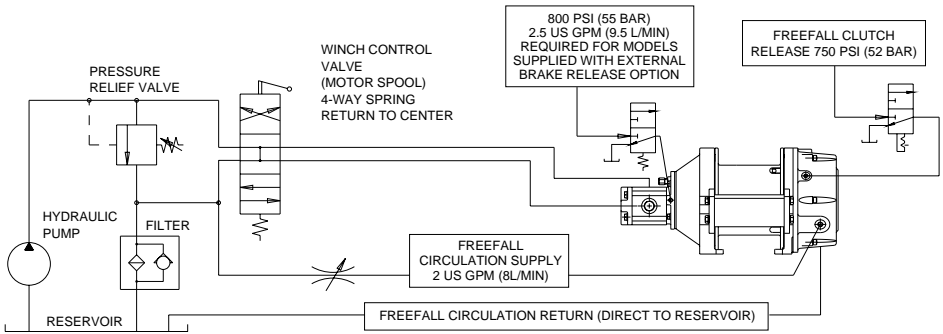 800 PSI (55 BAR)
2.5 US GPM (9.5 L/MIN)
REQUIRED FOR MODELS
SUPPLIED WITH EXTERNAL
BRAKE RELEASE OPTION
FREEFALL CLUTCH
RELEASE 750 PSI (52 BAR)
WINCH CONTROL
VALVE
(MOTOR SPOOL)
4-WAY SPRING
RETURN TO CENTER
PRESSURE
RELIEF VALVE
HYDRAULIC
PUMP
FILTER
FREEFALL
CIRCULATION SUPPLY
2 US GPM (8L/MIN)
RESERVOIR
FREEFALL CIRCULATION RETURN (DIRECT TO RESERVOIR)